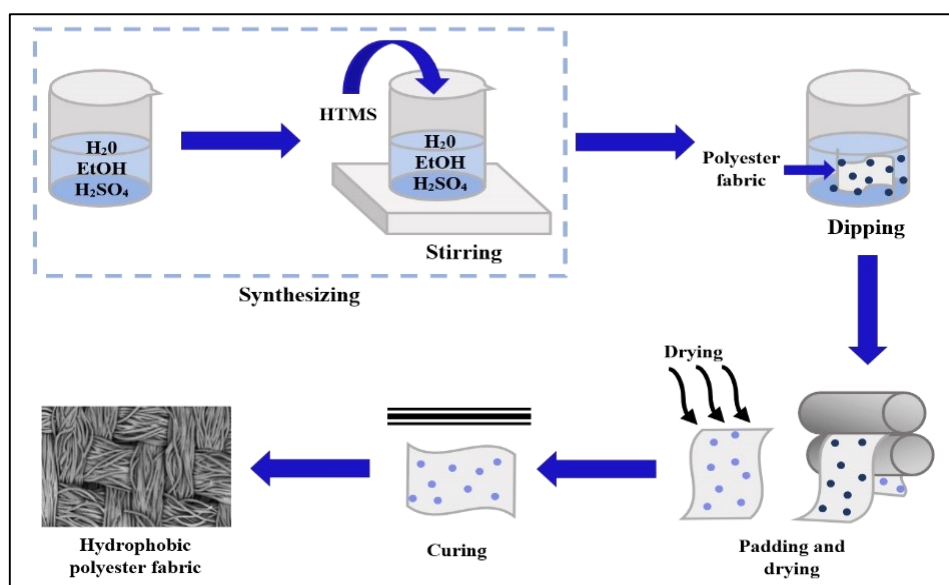 H₂0
EtOH
H₂SO₄
HTMS
H₂0
EtOH
H₂SO₄
Stirring
Synthesizing
Polyester
fabric
Dipping
Drying
Padding and
drying
Curing
Hydrophobic
polyester fabric